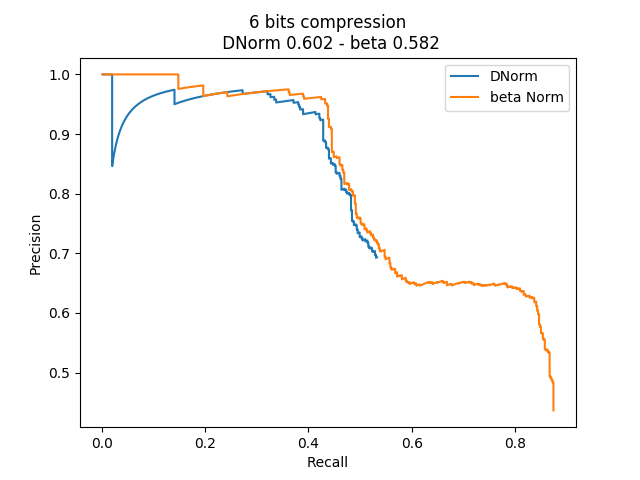 6 bits compression
DNorm 0.602 - beta 0.582
DNorm
beta Norm
1.0
0.9
0.8
0.7
0.6
0.5
Precision
0.0
0.2
0.4
0.6
0.8
Recall